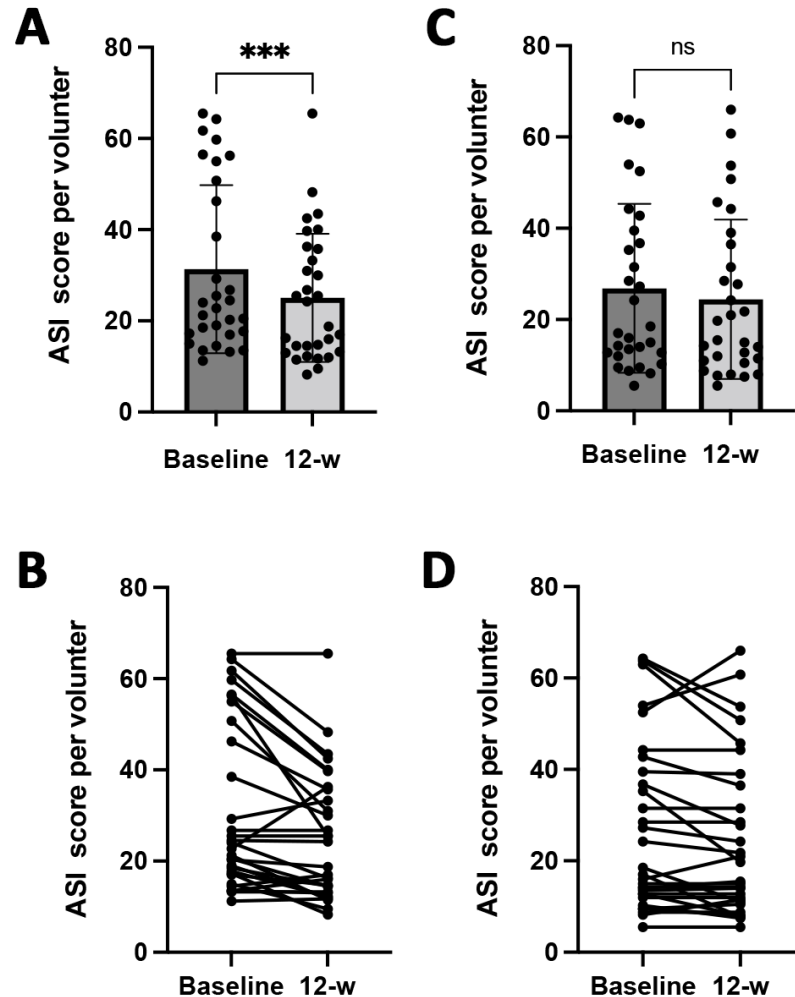 A
ASI score per volunter
80
60
40
20
0
***
Baseline 12-w
C
ASI score per volunter
80
60
40
20
0
ns
Baseline 12-w
B
ASI score per volunter
80
60
40
20
0
Baseline 12-w
D
ASI score per volunter
80
60
40
20
0
Baseline 12-w